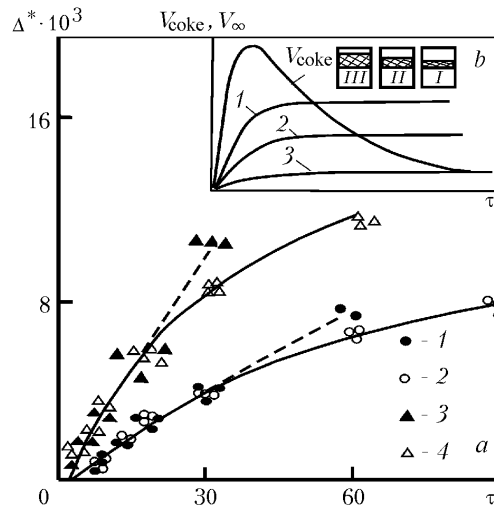 Δ* · 10³
V_coke, V_∞
b
V_coke
III II I
1
2
3
τ
16
8
- 1
- 2
- 3
- 4
a
0 30 60 τ